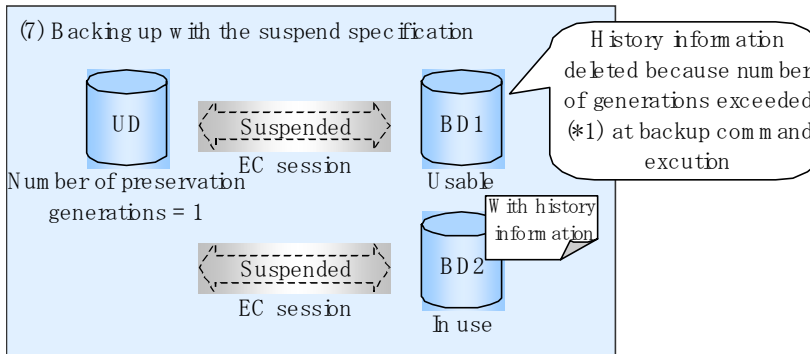 (7) Backing up with the suspend specification
History information
deleted because number
of generations exceeded
(*1) at backup command
excution
UD
Suspended
BD1
EC session
Number of preservation
generations = 1
Usable
With history
information
Suspended
BD2
EC session
In use